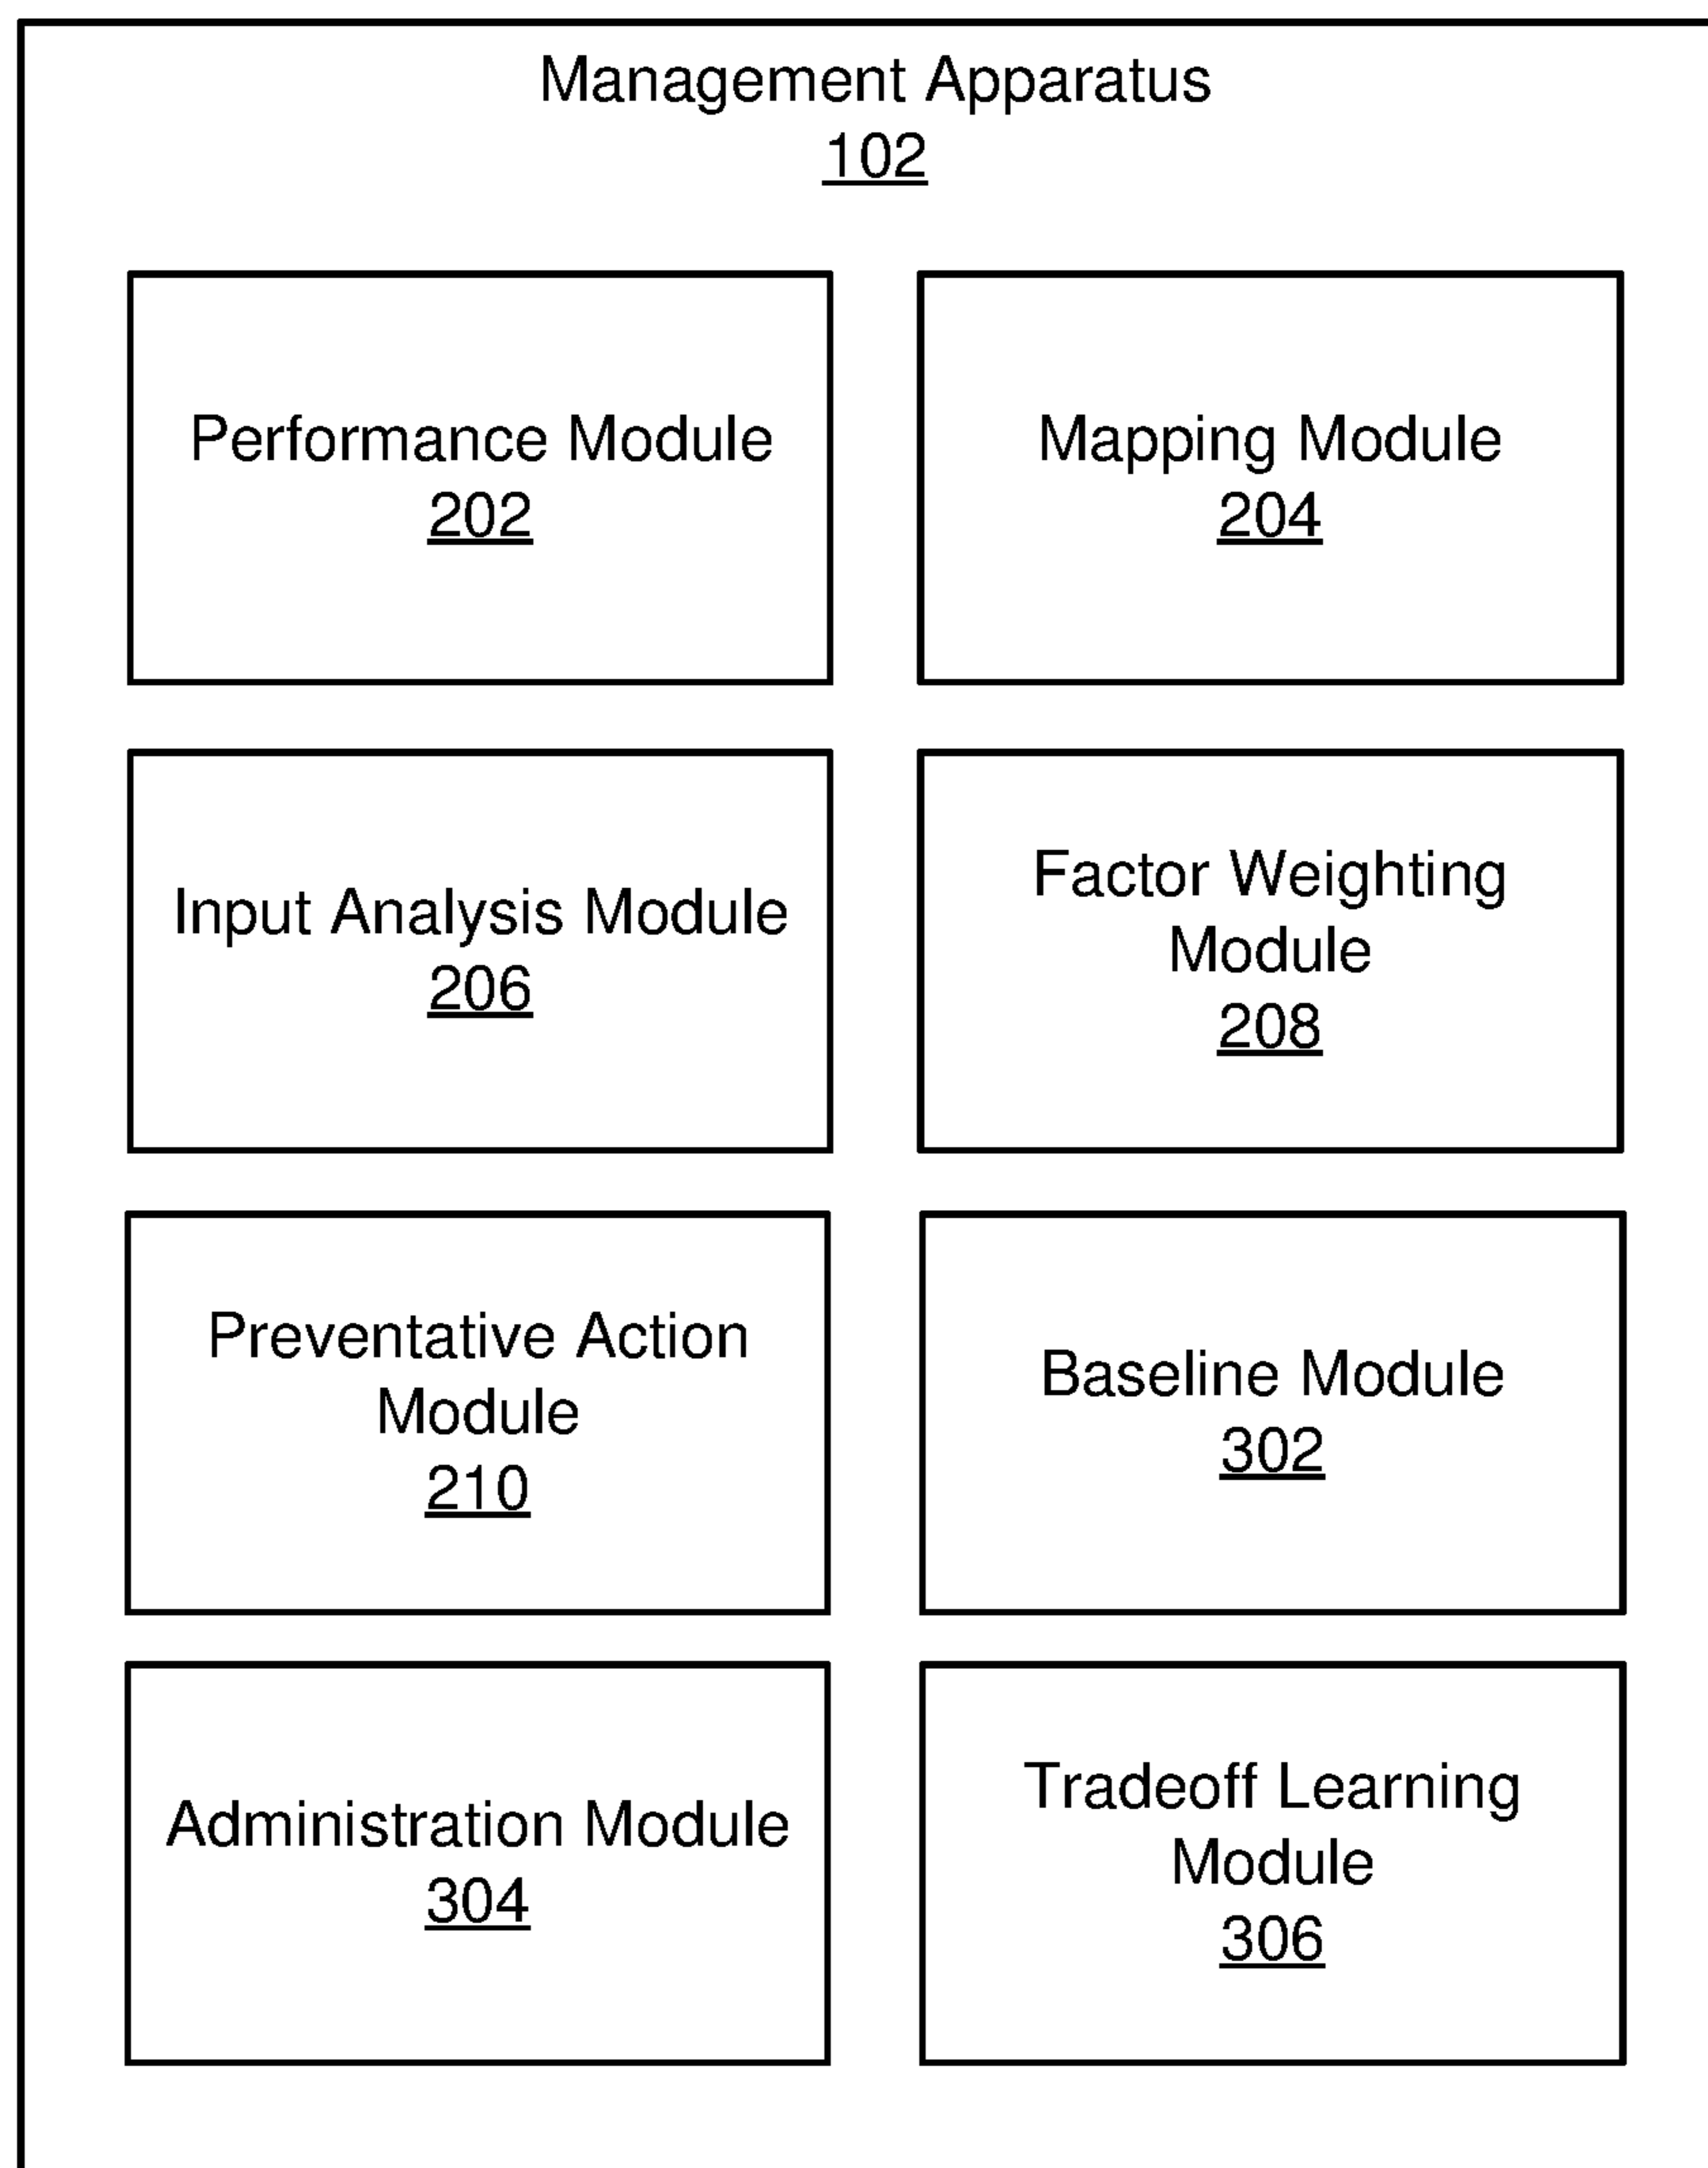 Management Apparatus
102
Performance Module
202
Mapping Module
204
Input Analysis Module
206
Factor Weighting
Module
208
Preventative Action
Module
210
Baseline Module
302
Administration Module
304
Tradeoff Learning
Module
306